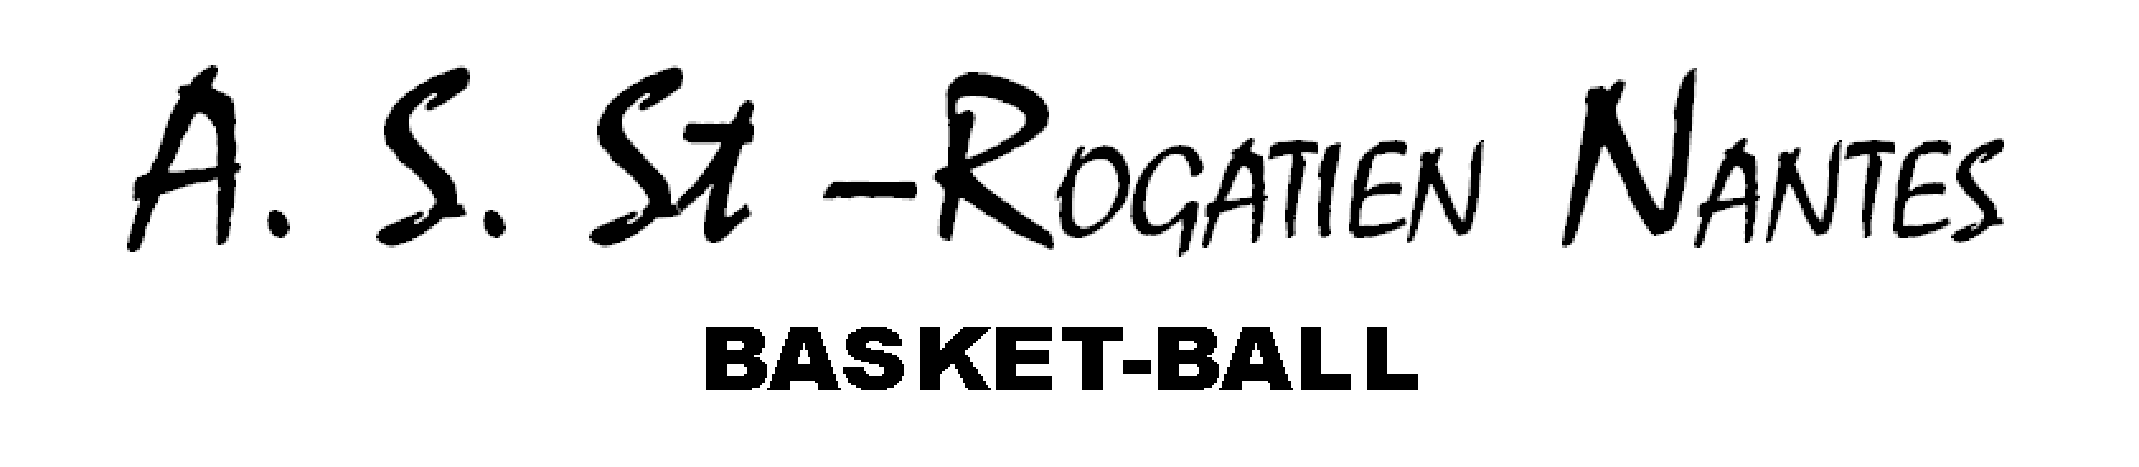 A. S. St -ROGATIEN NANTES
BASKET-BALL